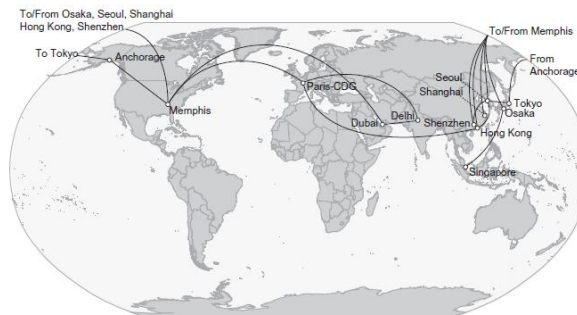 To/From Osaka, Seoul, Shanghai
Hong Kong, Shenzhen
To/From Memphis
To Tokyo
Anchorage
From
Anchorage
Seoul
Shanghai
Paris-CDG
Memphis
Delhi
Tokyo
Dubai
Shenzhen
Osaka
Hong Kong
Singapore